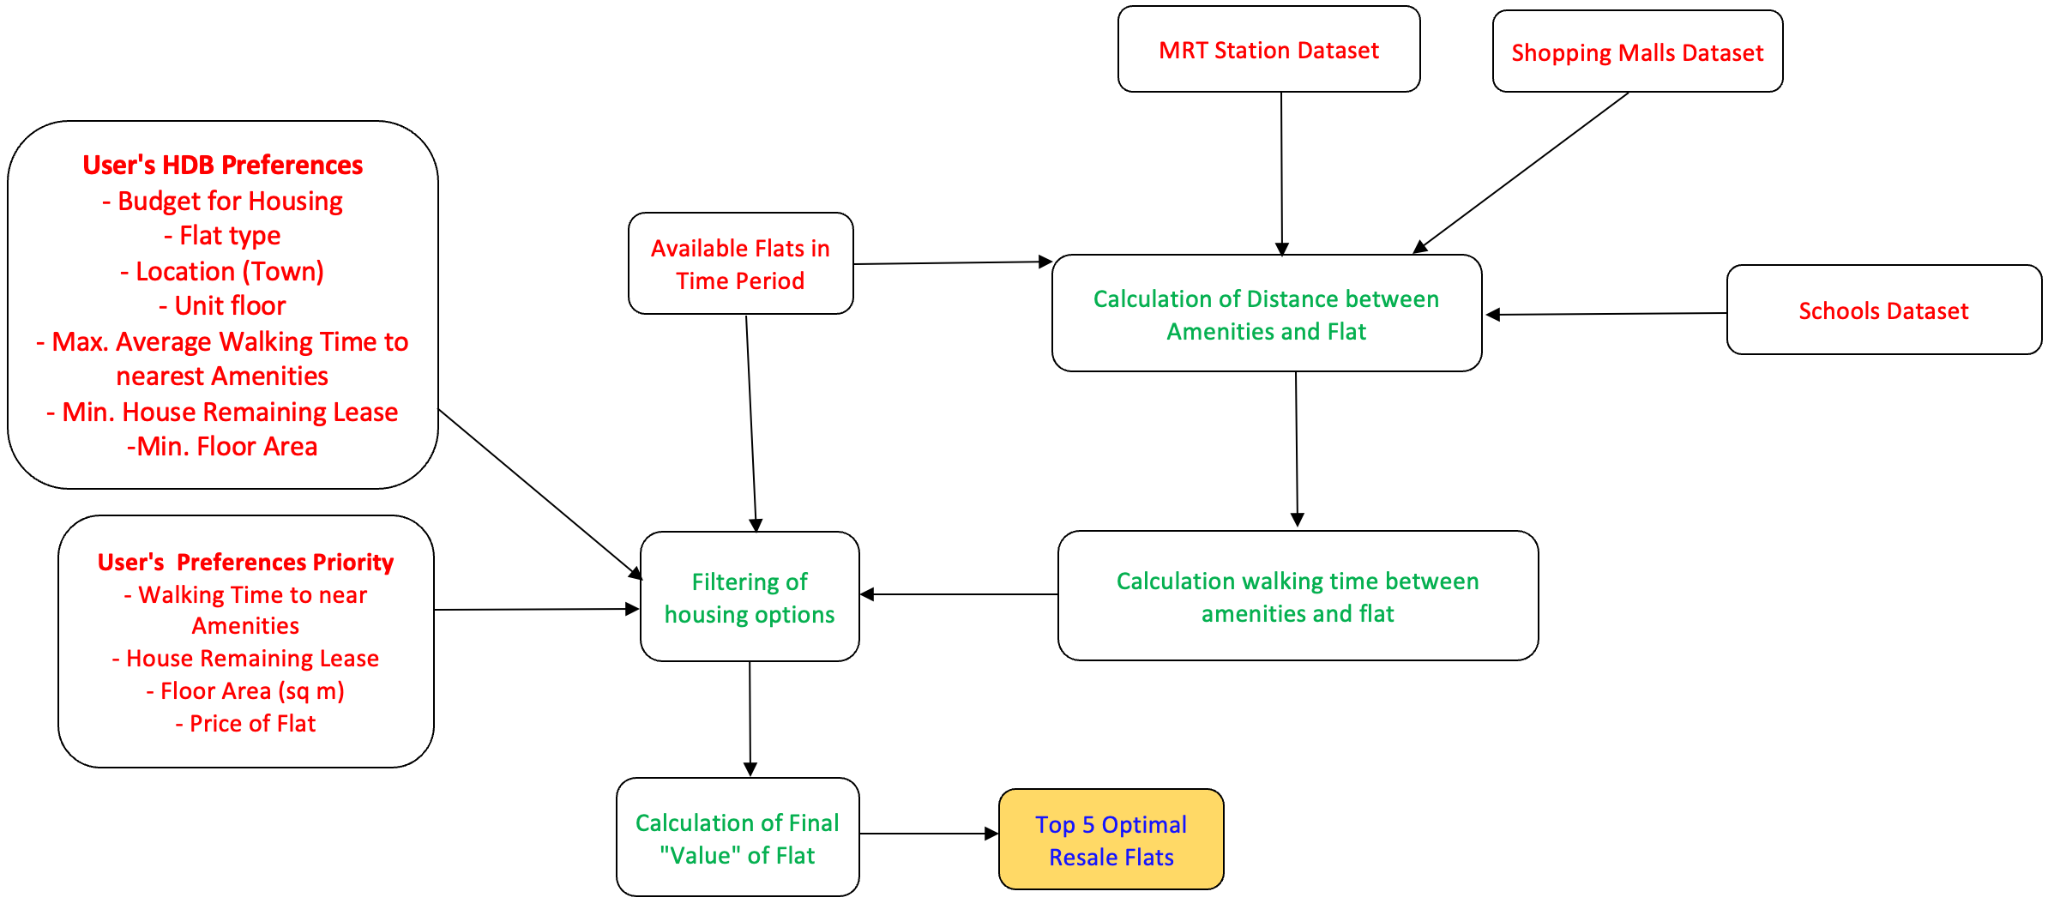 MRT Station Dataset
Shopping Malls Dataset
User's HDB Preferences
- Budget for Housing
- Flat type
- Location (Town)
- Unit floor
- Max. Average Walking Time to
nearest Amenities
- Min. House Remaining Lease
-Min. Floor Area
Available Flats in
Time Period
Calculation of Distance between
Amenities and Flat
Schools Dataset
User's  Preferences Priority
- Walking Time to near
Amenities
- House Remaining Lease
- Floor Area (sq m)
- Price of Flat
Filtering of
housing options
Calculation walking time between
amenities and flat
Calculation of Final
"Value" of Flat
Top 5 Optimal
Resale Flats